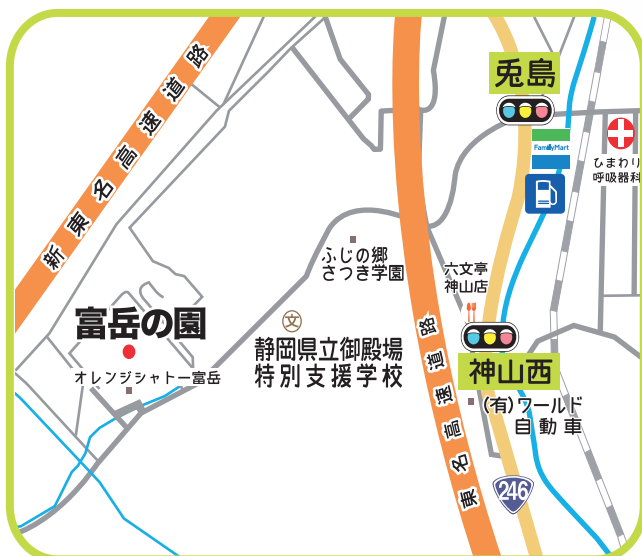 新東名高速道路
兎島
FamilyMart
ひまわり
呼吸器科
ふじの郷
さつき学園
六文亭
神山店
富岳の園
文
静岡県立御殿場
特別支援学校
オレンジシャトー富岳
神山西
(有)ワールド
自動車
東名高速道路
246